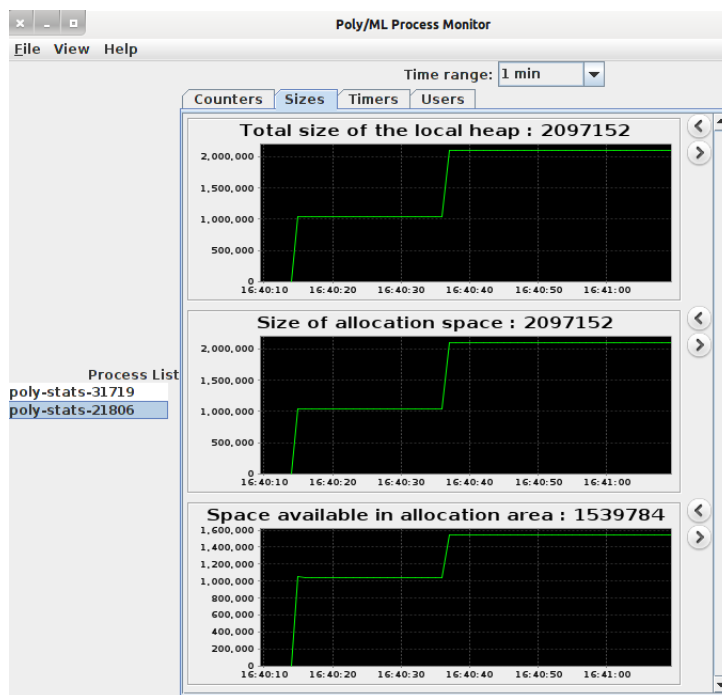 Poly/ML Process Monitor
File View Help
Time range: 1 min
Counters Sizes Timers Users
Total size of the local heap : 2097152
2,000,000
1,500,000
1,000,000
500,000
0
16:40:10 16:40:20 16:40:30 16:40:40 16:40:50 16:41:00
Size of allocation space : 2097152
2,000,000
1,500,000
1,000,000
500,000
0
16:40:10 16:40:20 16:40:30 16:40:40 16:40:50 16:41:00
Process List
poly-stats-31719
poly-stats-21806
Space available in allocation area : 1539784
1,600,000
1,400,000
1,200,000
1,000,000
800,000
600,000
400,000
200,000
0
16:40:10 16:40:20 16:40:30 16:40:40 16:40:50 16:41:00